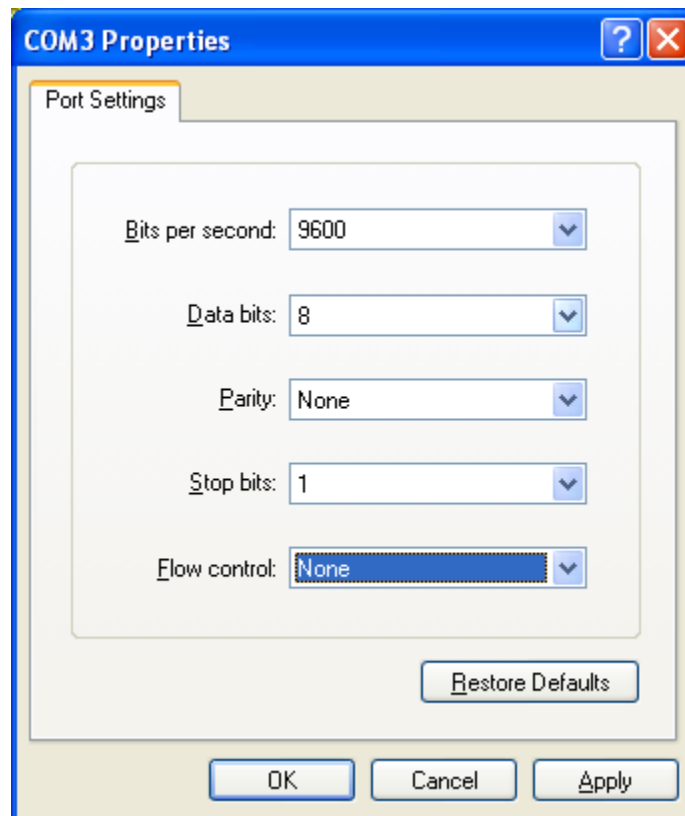 COM3 Properties
Port Settings
Bits per second: 9600
Data bits: 8
Parity: None
Stop bits: 1
Flow control: None
Restore Defaults
OK Cancel Apply